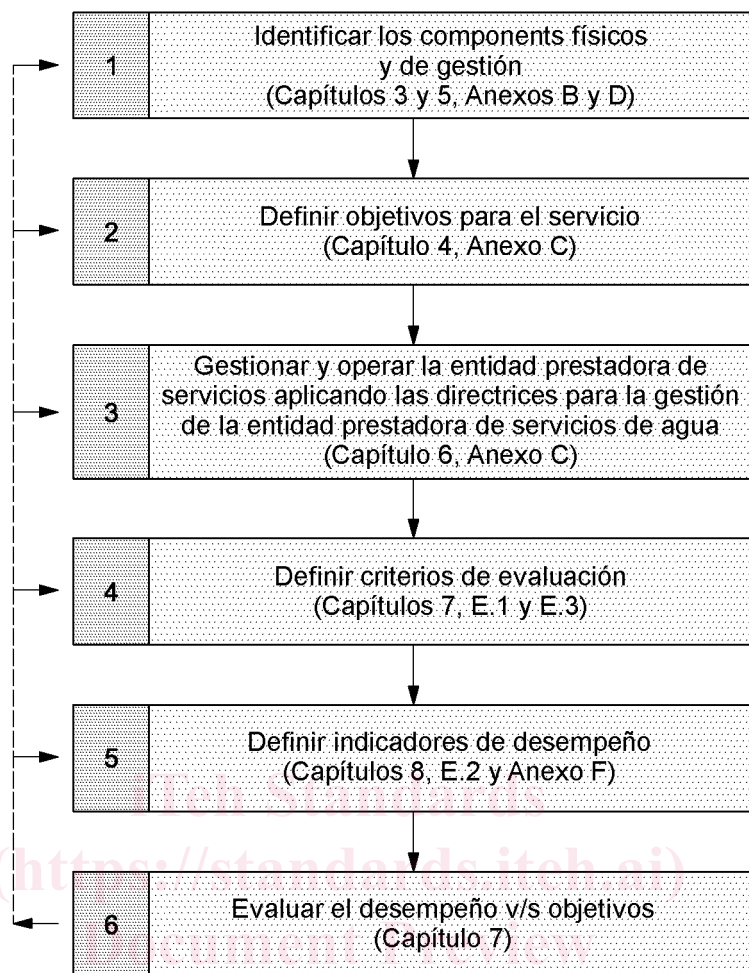 1
Identificar los components físicos
y de gestión
(Capítulos 3 y 5, Anexos B y D)
2
Definir objetivos para el servicio
(Capítulo 4, Anexo C)
3
Gestionar y operar la entidad prestadora de
servicios aplicando las directrices para la gestión
de la entidad prestadora de servicios de agua
(Capítulo 6, Anexo C)
4
Definir criterios de evaluación
(Capítulos 7, E.1 y E.3)
5
Definir indicadores de desempeño
(Capítulos 8, E.2 y Anexo F)
iTeh Standards
(https://standards.iteh.ai)
6
Evaluar el desempeño v/s objetivos
(Capítulo 7)
Document Preview